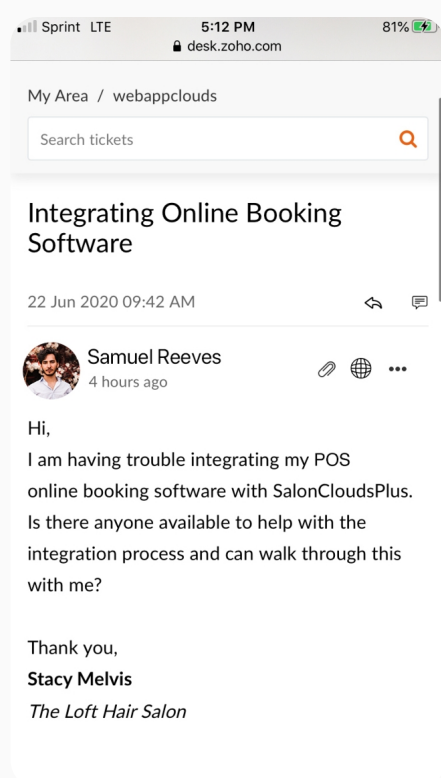 Sprint LTE 5:12 PM 81%
desk.zoho.com
My Area / webappclouds
Search tickets
Integrating Online Booking
Software
22 Jun 2020 09:42 AM
Samuel Reeves
4 hours ago
Hi,
I am having trouble integrating my POS
online booking software with SalonCloudsPlus.
Is there anyone available to help with the
integration process and can walk through this
with me?
Thank you,
Stacy Melvis
The Loft Hair Salon